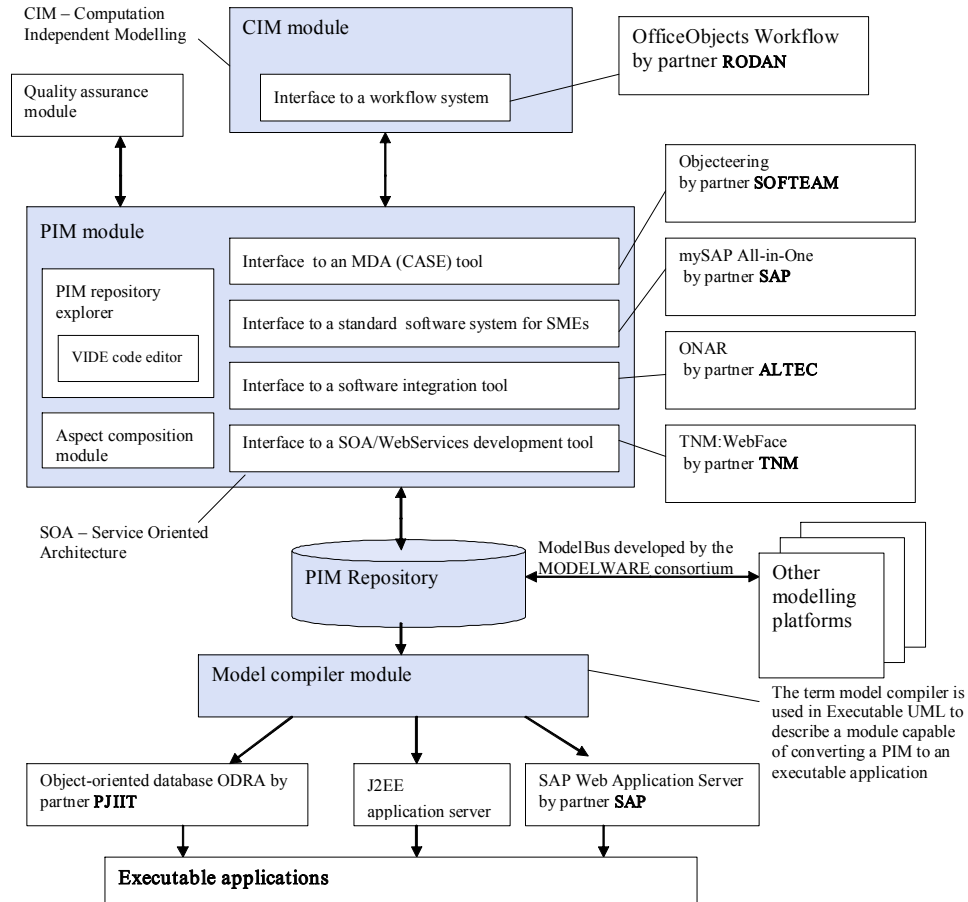 CIM – Computation
Independent Modelling
CIM module
Interface to a workflow system
OfficeObjects Workflow
by partner RODAN
Quality assurance
module
Objecteering
by partner SOFTEAM
PIM module
Interface to an MDA (CASE) tool
mySAP All-in-One
by partner SAP
PIM repository
explorer
VIDE code editor
Interface to a standard software system for SMEs
ONAR
by partner ALTEC
Interface to a software integration tool
Aspect composition
module
Interface to a SOA/WebServices development tool
TNM:WebFace
by partner TNM
SOA – Service Oriented
Architecture
ModelBus developed by the
MODELWARE consortium
PIM Repository
Other
modelling
platforms
Model compiler module
The term model compiler is
used in Executable UML to
describe a module capable
of converting a PIM to an
executable application
Object-oriented database ODRA by
partner PJIIT
J2EE
application server
SAP Web Application Server
by partner SAP
Executable applications